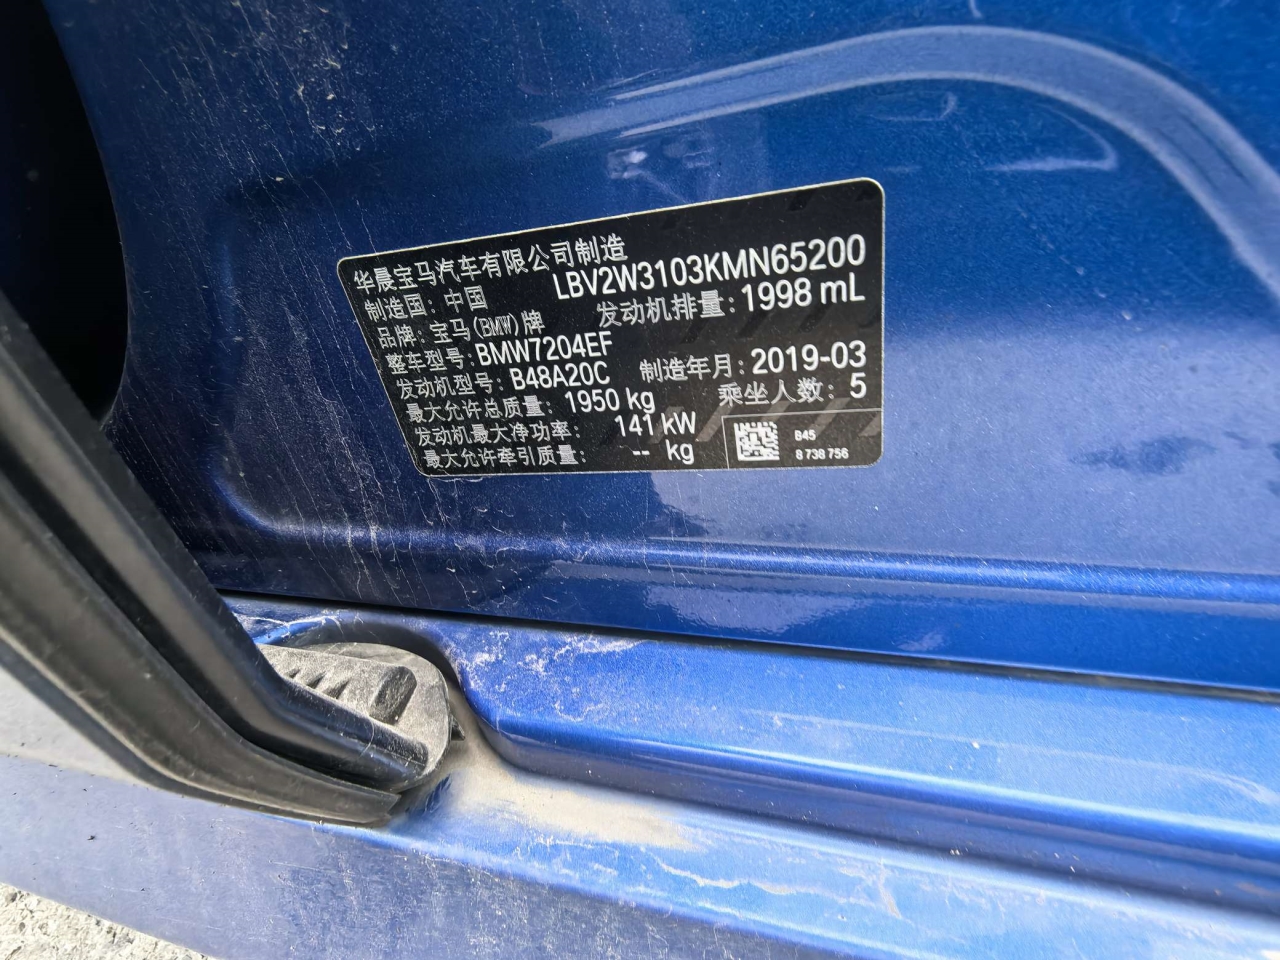 华晨宝马汽车有限公司制造
制造国: 中国 LBV2W3103KMN65200
品牌: 宝马(BMW)牌 发动机排量: 1998 mL
整车型号: BMW7204EF
发动机型号: B48A20C 制造年月: 2019-03
最大允许总质量: 1950 kg 乘坐人数: 5
发动机最大净功率: 141 kW
最大允许牵引质量: -- kg
B45
8 738 756